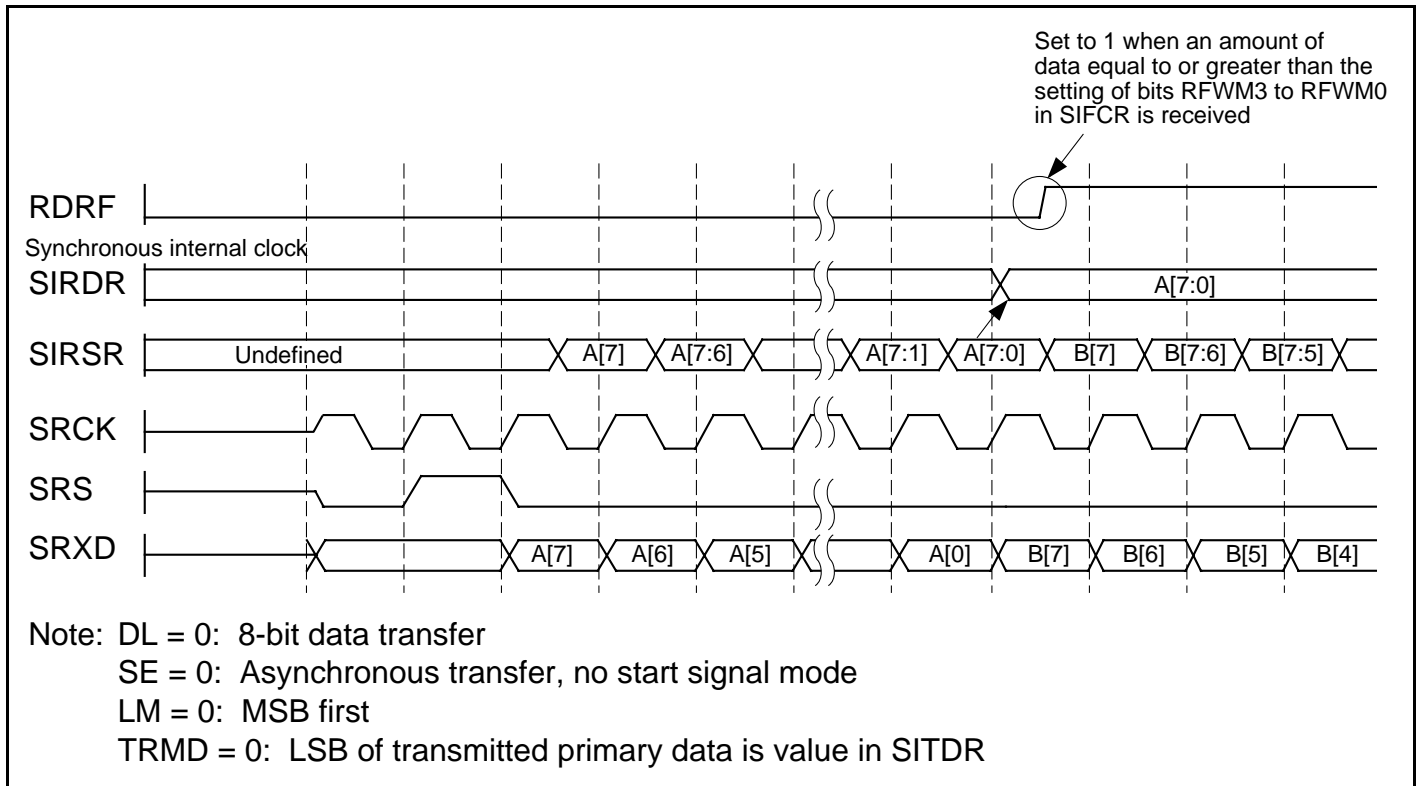 Set to 1 when an amount of
data equal to or greater than the
setting of bits RFWM3 to RFWM0
in SIFCR is received
RDRF
Synchronous internal clock
SIRDR
A[7:0]
SIRSR
Undefined A[7] A[7:6] A[7:1] A[7:0] B[7] B[7:6] B[7:5]
SRCK
SRS
SRXD
A[7] A[6] A[5] A[0] B[7] B[6] B[5] B[4]
Note: DL = 0: 8-bit data transfer
SE = 0: Asynchronous transfer, no start signal mode
LM = 0: MSB first
TRMD = 0: LSB of transmitted primary data is value in SITDR